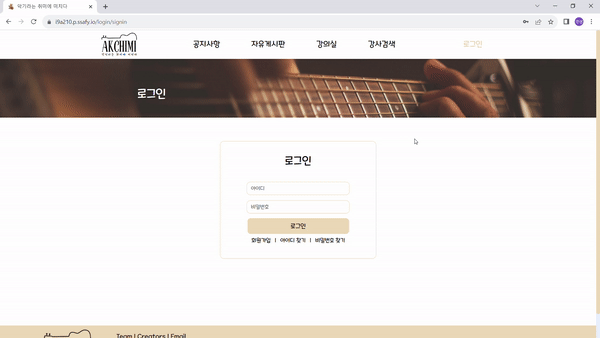 악기라는 취미에 미치다
i9a210.p.ssafy.io/login/signin
AKCHIMI
공지사항 자유게시판 강의실 강사검색 로그인
로그인
로그인
아이디
비밀번호
로그인
회원가입 | 아이디 찾기 | 비밀번호 찾기
Team | Creators | Email